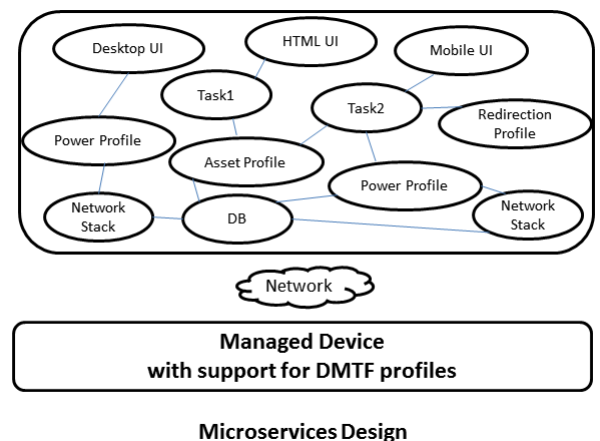 Desktop UI
HTML UI
Mobile UI
Task1
Task2
Redirection
Profile
Power Profile
Asset Profile
Power Profile
Network
Stack
DB
Network
Stack
Network
Managed Device
with support for DMTF profiles
Microservices Design